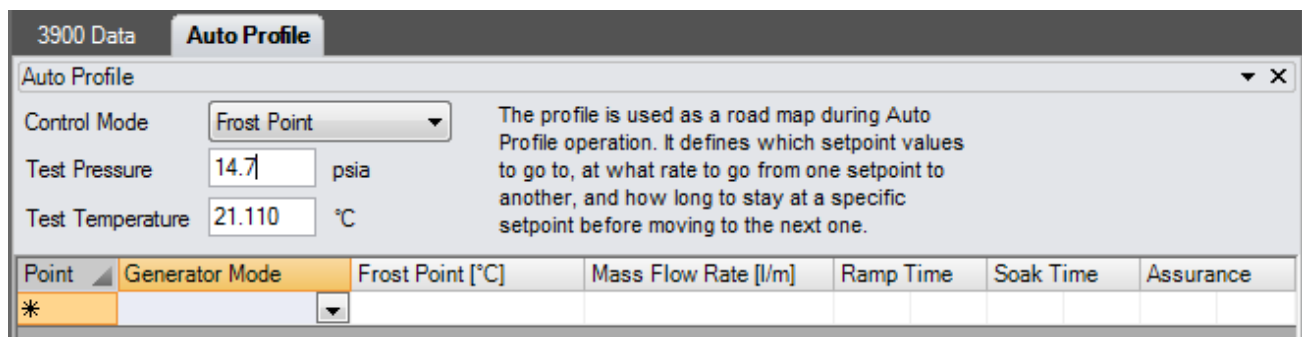 3900 Data Auto Profile
Auto Profile
Control Mode Frost Point
Test Pressure 14.7 psia
Test Temperature 21.110 °C
The profile is used as a road map during Auto
Profile operation. It defines which setpoint values
to go to, at what rate to go from one setpoint to
another, and how long to stay at a specific
setpoint before moving to the next one.
Point Generator Mode Frost Point [°C] Mass Flow Rate [l/m] Ramp Time Soak Time Assurance
*